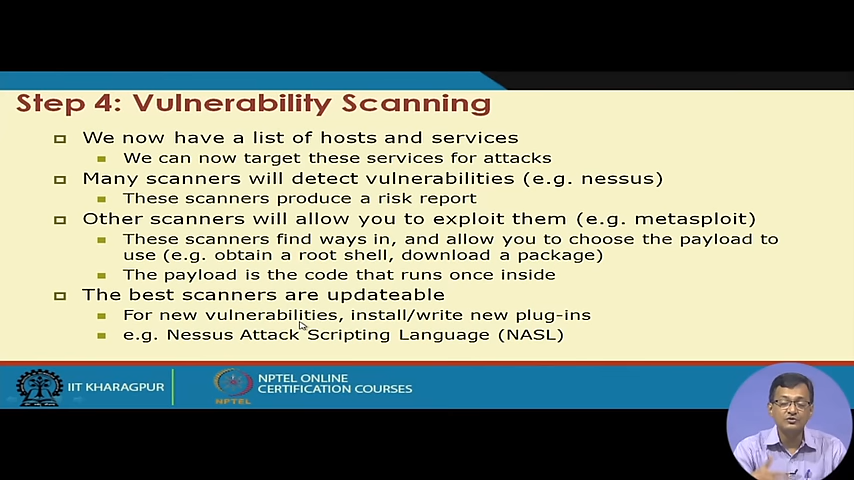 Step 4: Vulnerability Scanning
We now have a list of hosts and services
We can now target these services for attacks
Many scanners will detect vulnerabilities (e.g. nessus)
These scanners produce a risk report
Other scanners will allow you to exploit them (e.g. metasploit)
These scanners find ways in, and allow you to choose the payload to
use (e.g. obtain a root shell, download a package)
The payload is the code that runs once inside
The best scanners are updateable
For new vulnerabilities, install/write new plug-ins
e.g. Nessus Attack Scripting Language (NASL)
IIT KHARAGPUR
NPTEL
NPTEL ONLINE
CERTIFICATION COURSES